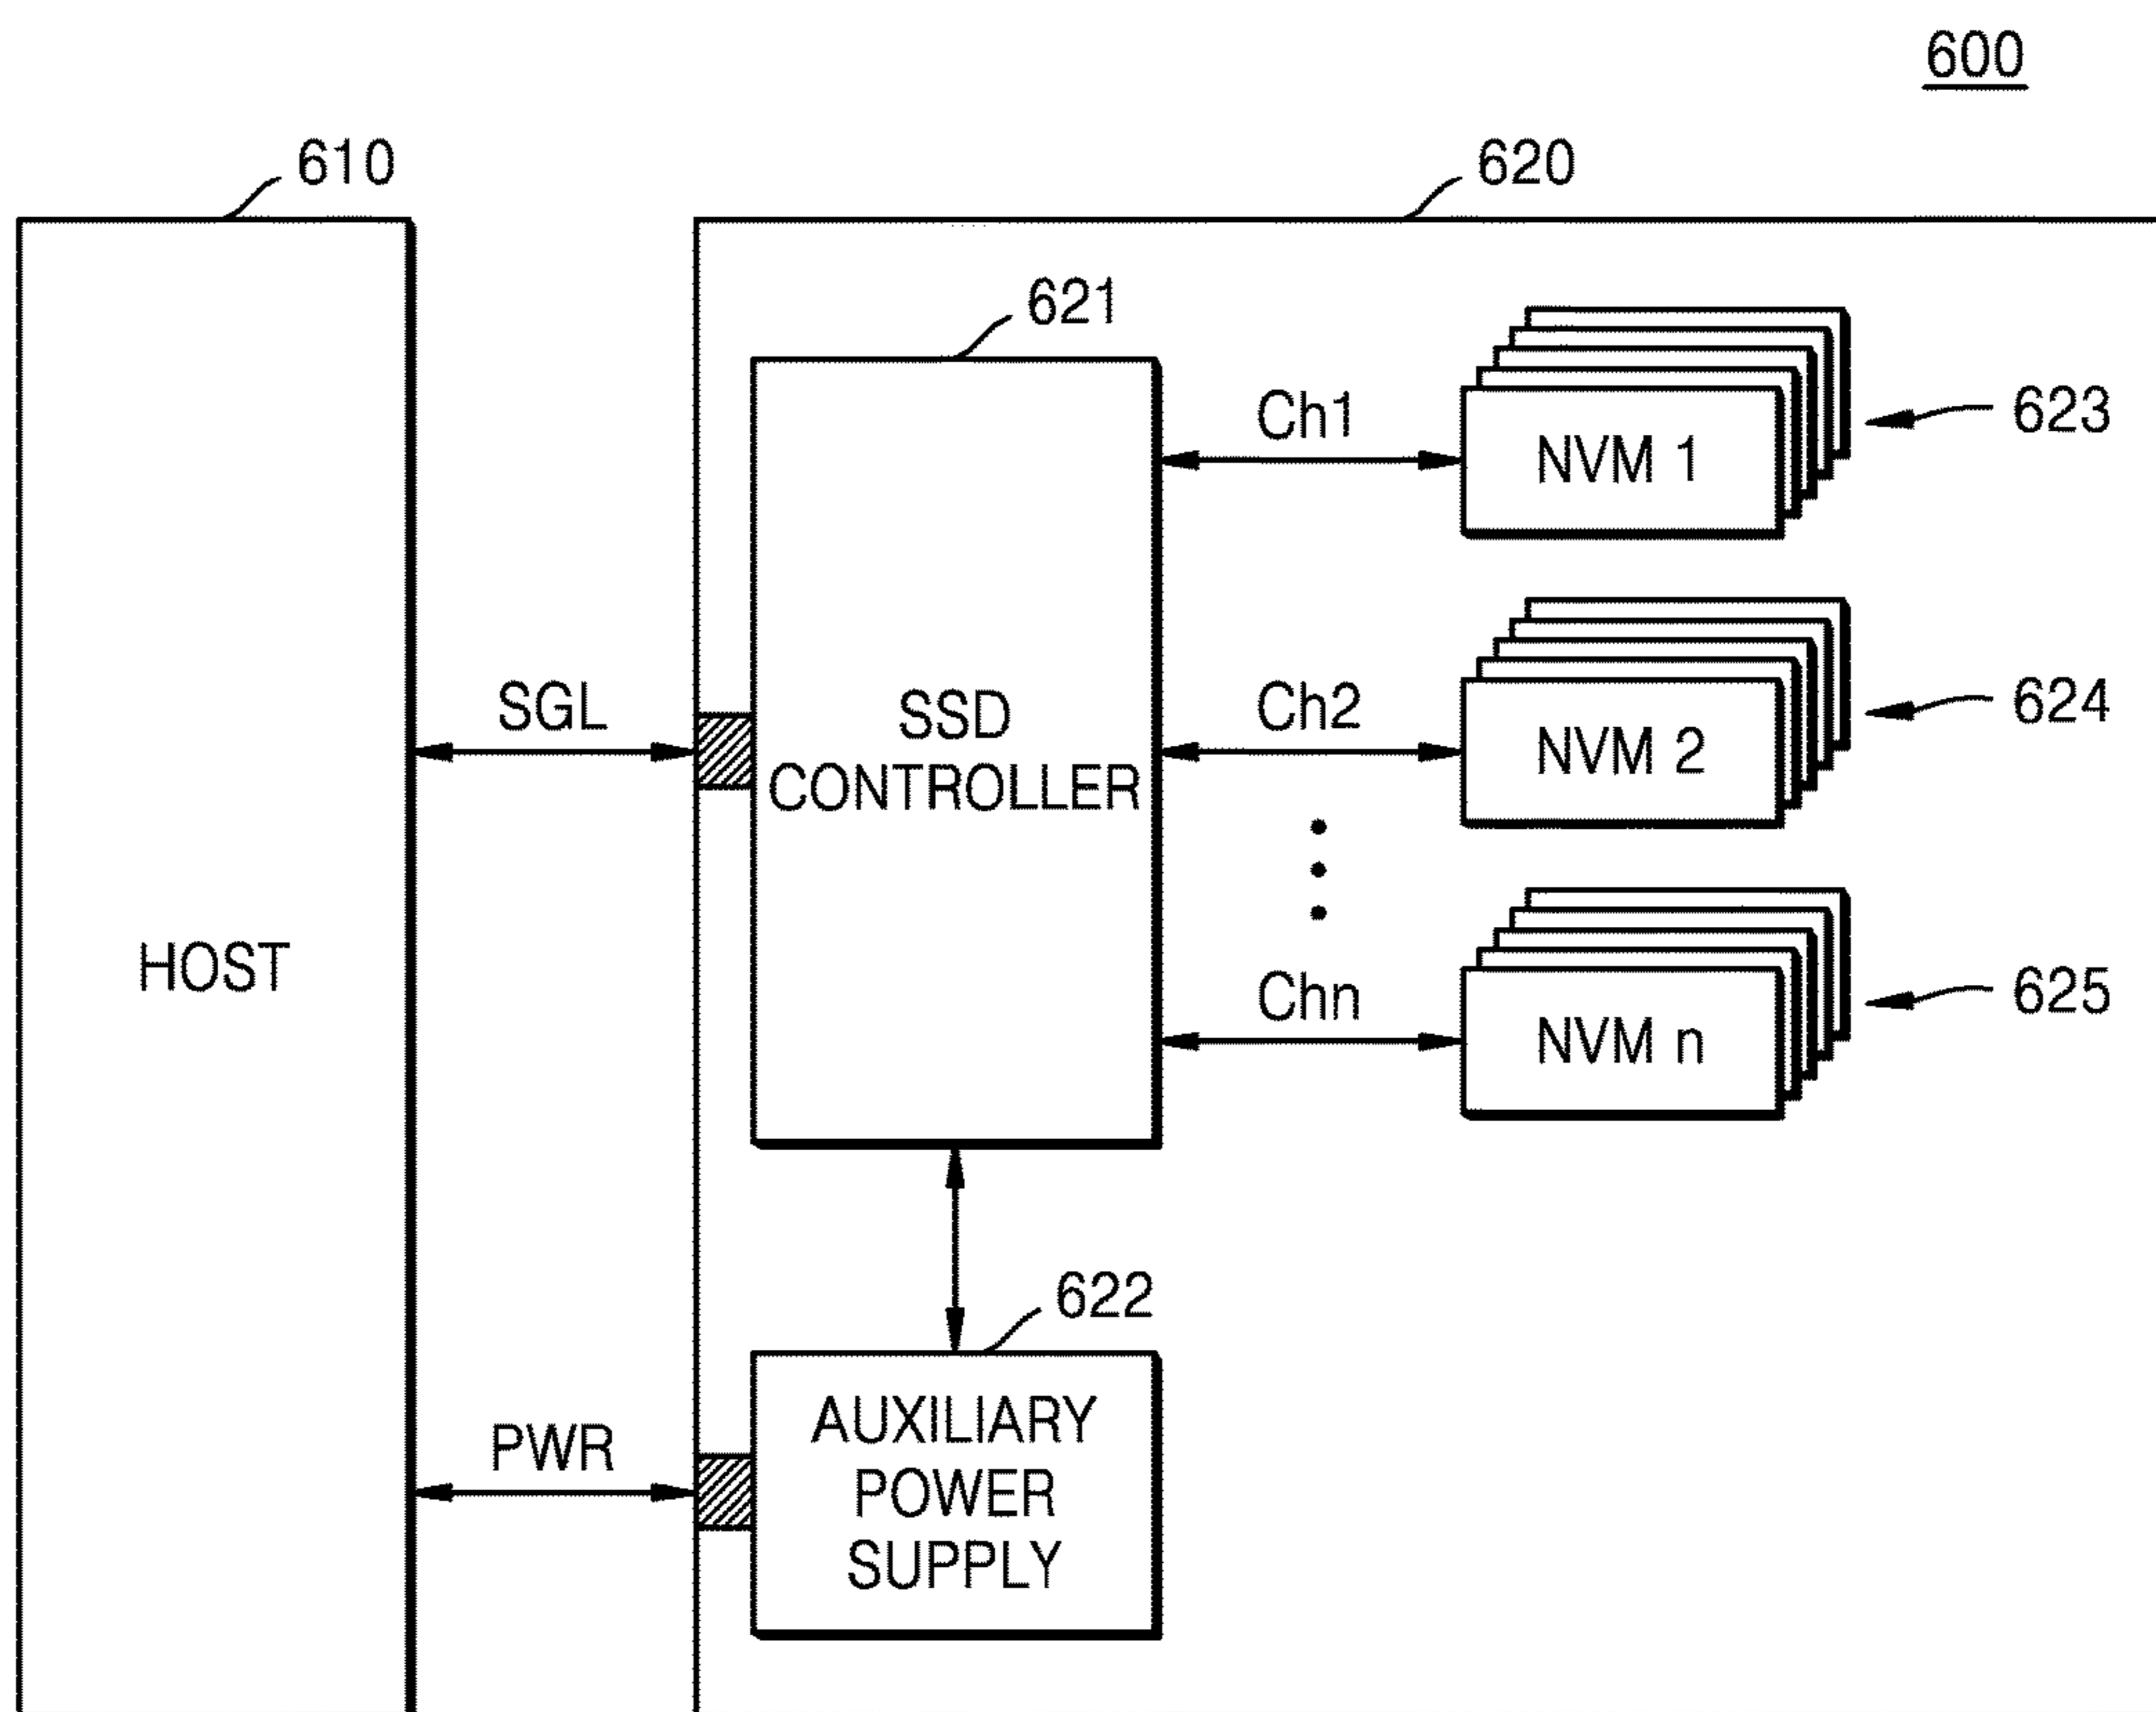 600
610
620
621
Ch1
NVM 1
623
SGL
SSD
CONTROLLER
Ch2
NVM 2
624
HOST
Chn
NVM n
625
622
PWR
AUXILIARY
POWER
SUPPLY